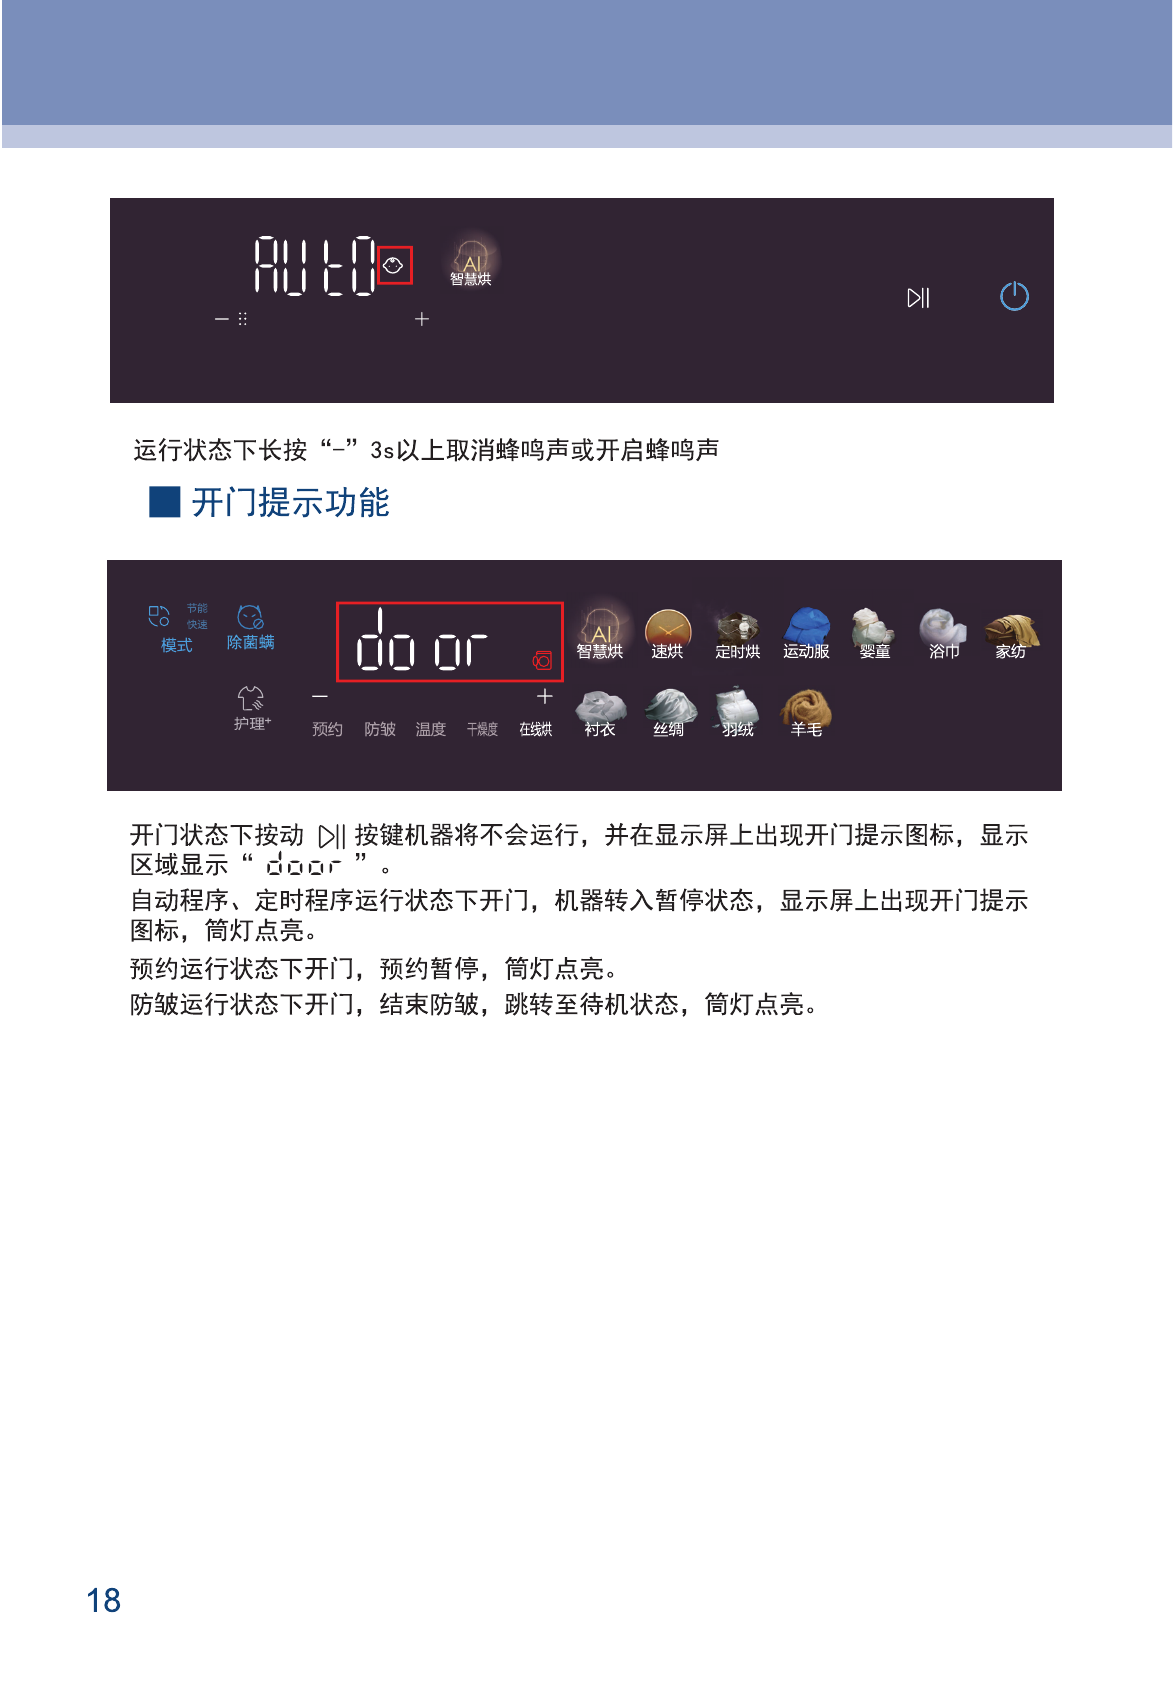 AUtO
AI
智慧烘
运行状态下长按“-”3s以上取消蜂鸣声或开启蜂鸣声
开门提示功能
节能
快速
模式
除菌螨
door
AI
智慧烘 速烘 定时烘 运动服 婴童 浴巾 家纺
护理+
预约 防皱 温度 干燥度 在线烘 衬衣 丝绸 羽绒 羊毛
开门状态下按动 按键机器将不会运行，并在显示屏上出现开门提示图标，显示
区域显示“door”。
自动程序、定时程序运行状态下开门，机器转入暂停状态，显示屏上出现开门提示
图标，筒灯点亮。
预约运行状态下开门，预约暂停，筒灯点亮。
防皱运行状态下开门，结束防皱，跳转至待机状态，筒灯点亮。
18